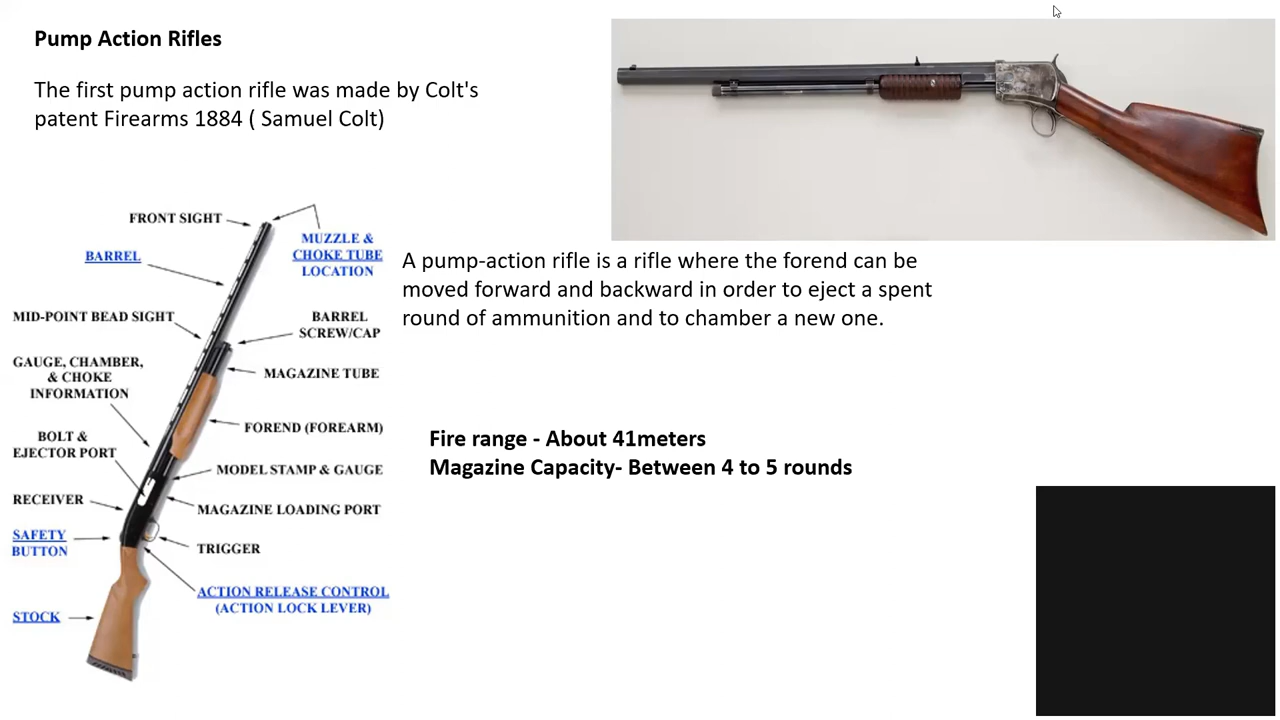 Pump Action Rifles
The first pump action rifle was made by Colt's
patent Firearms 1884 ( Samuel Colt)
FRONT SIGHT
MUZZLE &
CHOKE TUBE
LOCATION
BARREL
MID-POINT BEAD SIGHT
BARREL
SCREW/CAP
GAUGE, CHAMBER,
& CHOKE
INFORMATION
MAGAZINE TUBE
FOREND (FOREARM)
BOLT &
EJECTOR PORT
MODEL STAMP & GAUGE
RECEIVER
MAGAZINE LOADING PORT
SAFETY
BUTTON
TRIGGER
ACTION RELEASE CONTROL
(ACTION LOCK LEVER)
STOCK
A pump-action rifle is a rifle where the forend can be
moved forward and backward in order to eject a spent
round of ammunition and to chamber a new one.
Fire range - About 41meters
Magazine Capacity- Between 4 to 5 rounds